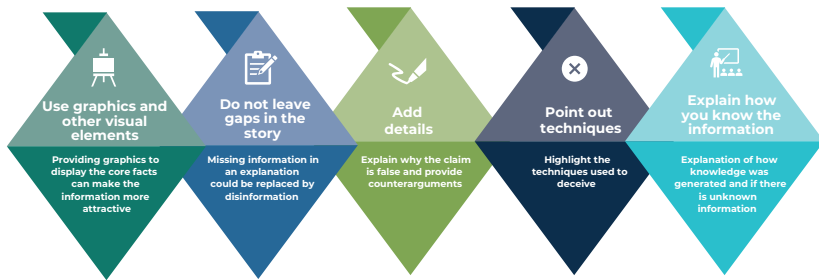 Use graphics and
other visual
elements
Providing graphics to
display the core facts
can make the
information more
attractive
Do not leave
gaps in the
story
Missing information in
an explanation
could be replaced by
disinformation
Add
details
Explain why the claim
is false and provide
counterarguments
Point out
techniques
Highlight the
techniques used to
deceive
Explain how
you know the
information
Explanation of how
knowledge was
generated and if there
is unknown
information